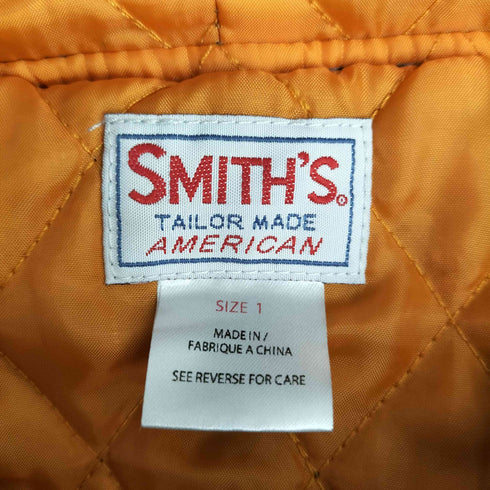 SMITH'S®
TAILOR MADE
AMERICAN
SIZE 1
MADE IN /
FABRIQUE A CHINA
SEE REVERSE FOR CARE